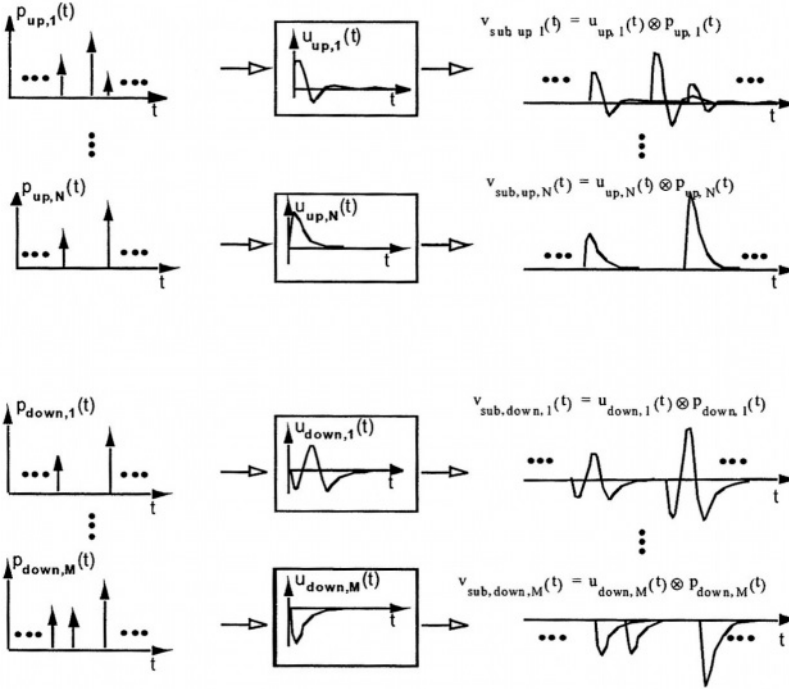 p_up,1(t)
u_up,1(t)
v_sub up 1(t) = u_up, 1(t) ⊗ p_up, 1(t)
t
t
t
p_up,N(t)
u_up,N(t)
v_sub,up,N(t) = u_up,N(t) ⊗ p_up,N(t)
t
t
t
p_down,1(t)
u_down,1(t)
v_sub,down,1(t) = u_down,1(t) ⊗ p_down, 1(t)
t
t
t
p_down,M(t)
u_down,M(t)
v_sub,down,M(t) = u_down,M(t) ⊗ p_down,M(t)
t
t
t